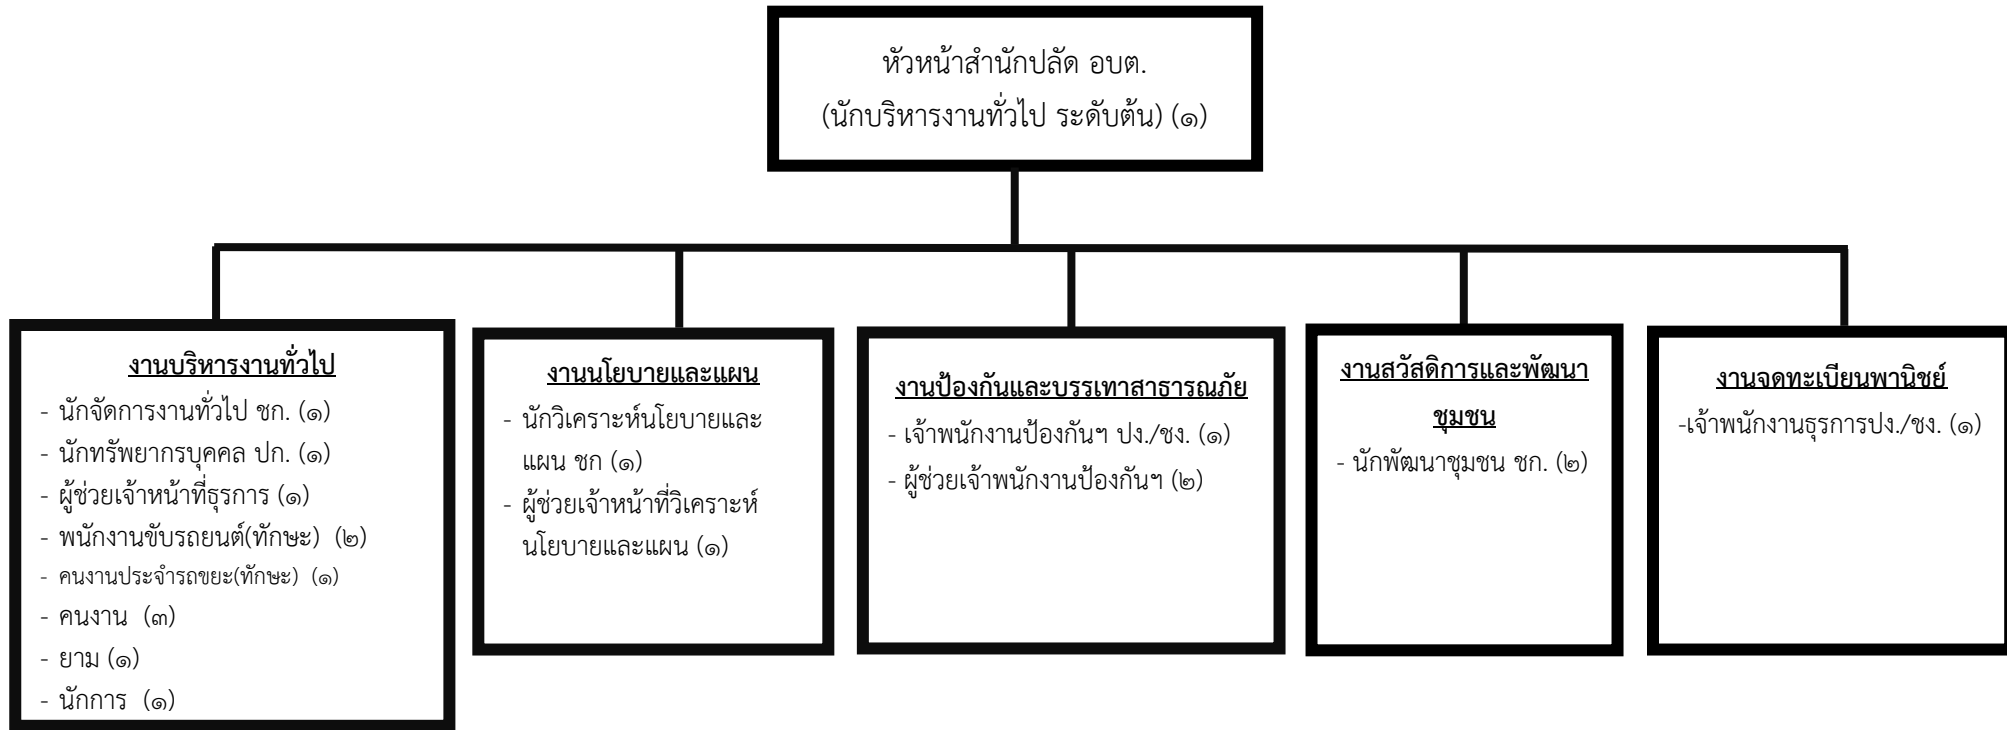 หัวหน้าสำนักปลัด อบต.
(นักบริหารงานทั่วไป ระดับต้น) (๑)
งานบริหารงานทั่วไป
- นักจัดการงานทั่วไป ชก. (๑)
- นักทรัพยากรบุคคล ปก. (๑)
- ผู้ช่วยเจ้าหน้าที่ธุรการ (๑)
- พนักงานขับรถยนต์(ทักษะ) (๒)
- คนงานประจำรถขยะ(ทักษะ) (๑)
- คนงาน (๓)
- ยาม (๑)
- นักการ (๑)
งานนโยบายและแผน
- นักวิเคราะห์นโยบายและ
แผน ชก (๑)
- ผู้ช่วยเจ้าหน้าที่วิเคราะห์
นโยบายและแผน (๑)
งานป้องกันและบรรเทาสาธารณภัย
- เจ้าพนักงานป้องกันฯ ปง./ชง. (๑)
- ผู้ช่วยเจ้าพนักงานป้องกันฯ (๒)
งานสวัสดิการและพัฒนา
ชุมชน
- นักพัฒนาชุมชน ชก. (๒)
งานจดทะเบียนพานิชย์
-เจ้าพนักงานธุรการปง./ชง. (๑)